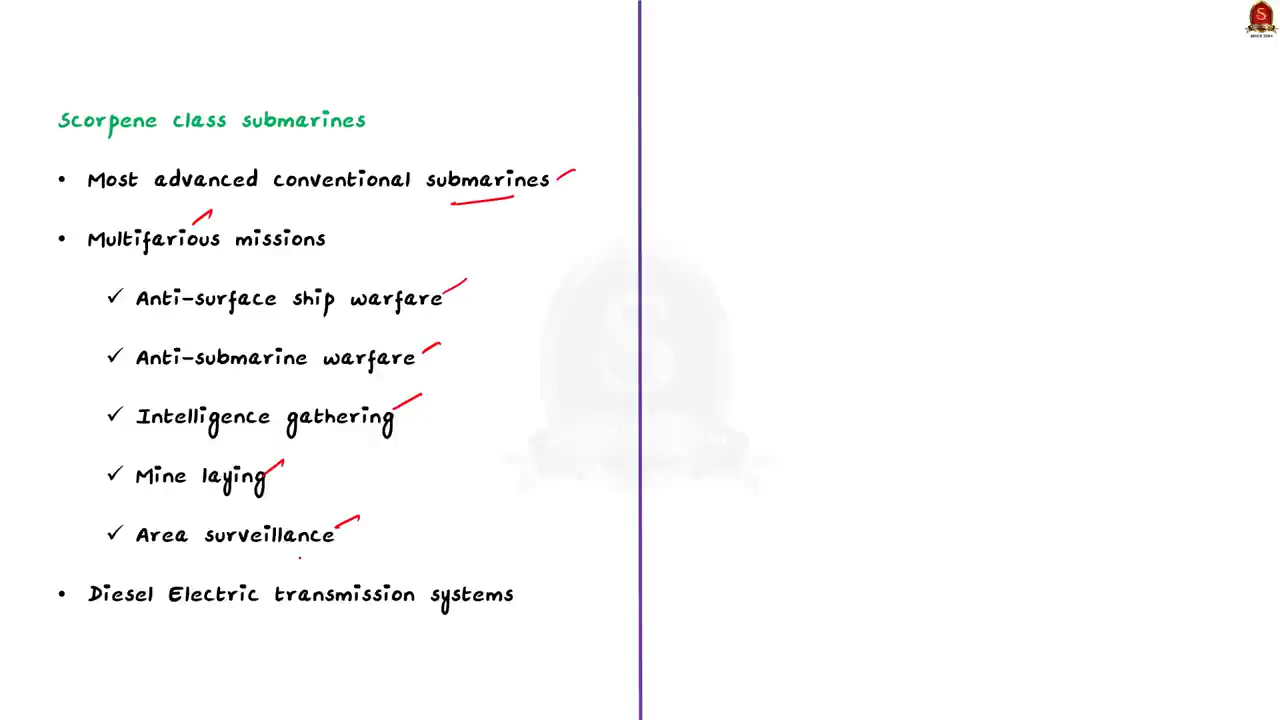 Scorpene class submarines
• Most advanced conventional submarines
• Multifarious missions
✓ Anti-surface ship warfare
✓ Anti-submarine warfare
✓ Intelligence gathering
✓ Mine laying
✓ Area surveillance
• Diesel Electric transmission systems
S